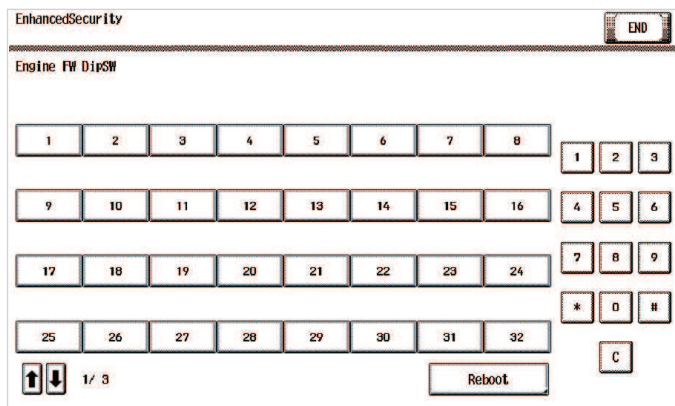 EnhancedSecurity
END
Engine FW DipSW
1 2 3 4 5 6 7 8
1 2 3
9 10 11 12 13 14 15 16
4 5 6
17 18 19 20 21 22 23 24
7 8 9
* 0 #
25 26 27 28 29 30 31 32
C
1/ 3
Reboot